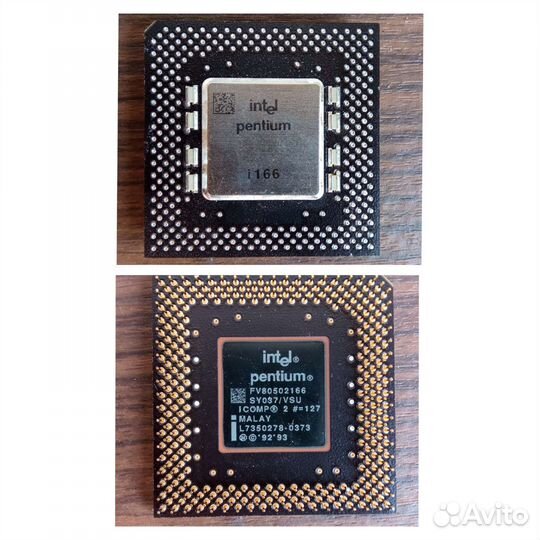 intel
pentium
i166
intel®
pentium®
FV80502166
SY037/VSU
ICOMP® 2 #=127
MALAY
L7350278-0373
Ⓜ © '92 '93
Avito